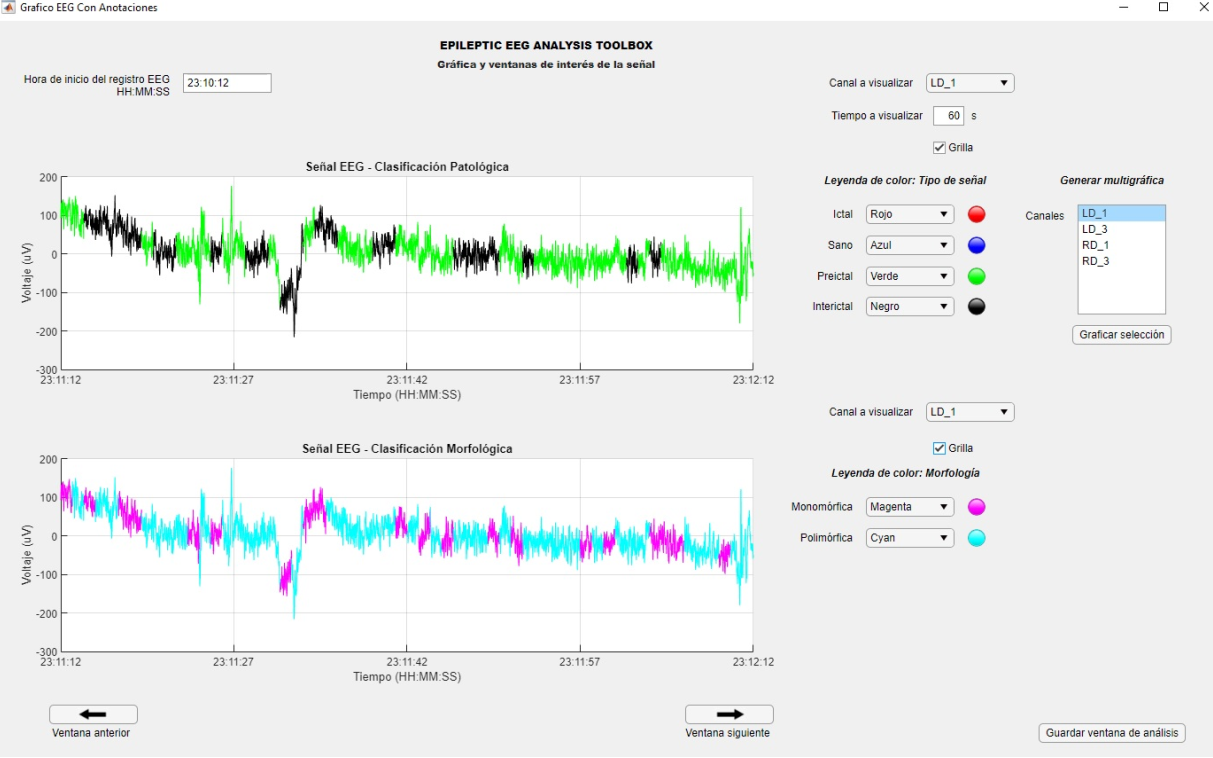 Grafico EEG Con Anotaciones
EPILEPTIC EEG ANALYSIS TOOLBOX
Gráfica y ventanas de interés de la señal
Hora de inicio del registro EEG
HH:MM:SS
23:10:12
Canal a visualizar
LD_1
Tiempo a visualizar
60
s
Grilla
Señal EEG - Clasificación Patológica
200
100
0
-100
-200
-300
Voltaje (uV)
23:11:12
23:11:27
23:11:42
23:11:57
23:12:12
Tiempo (HH:MM:SS)
Leyenda de color: Tipo de señal
Ictal
Rojo
Sano
Azul
Preictal
Verde
Interictal
Negro
Generar multigráfica
Canales
LD_1
LD_3
RD_1
RD_3
Graficar selección
Señal EEG - Clasificación Morfológica
200
100
0
-100
-200
-300
Voltaje (uV)
23:11:12
23:11:27
23:11:42
23:11:57
23:12:12
Tiempo (HH:MM:SS)
Canal a visualizar
LD_1
Grilla
Leyenda de color: Morfología
Monomórfica
Magenta
Polimórfica
Cyan
Ventana anterior
Ventana siguiente
Guardar ventana de análisis